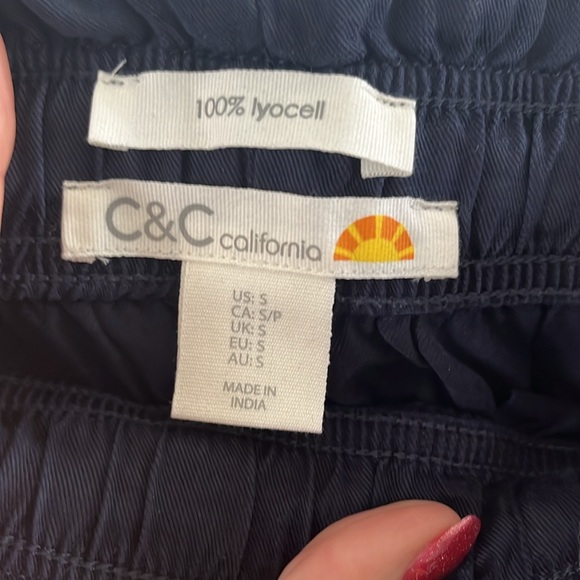 100% lyocell
C&C california
US: S
CA: S/P
UK: S
EU: S
AU: S
MADE IN
INDIA